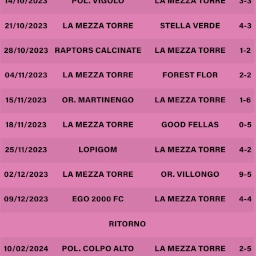 14/10/2023 POL. VIGOLO LA MEZZA TORRE 3-3
21/10/2023 LA MEZZA TORRE STELLA VERDE 4-3
28/10/2023 RAPTORS CALCINATE LA MEZZA TORRE 1-2
04/11/2023 LA MEZZA TORRE FOREST FLOR 2-2
15/11/2023 OR. MARTINENGO LA MEZZA TORRE 1-6
18/11/2023 LA MEZZA TORRE GOOD FELLAS 0-5
25/11/2023 LOPIGOM LA MEZZA TORRE 4-2
02/12/2023 LA MEZZA TORRE OR. VILLONGO 9-5
09/12/2023 EGO 2000 FC LA MEZZA TORRE 4-4
RITORNO
10/02/2024 POL. COLPO ALTO LA MEZZA TORRE 2-5